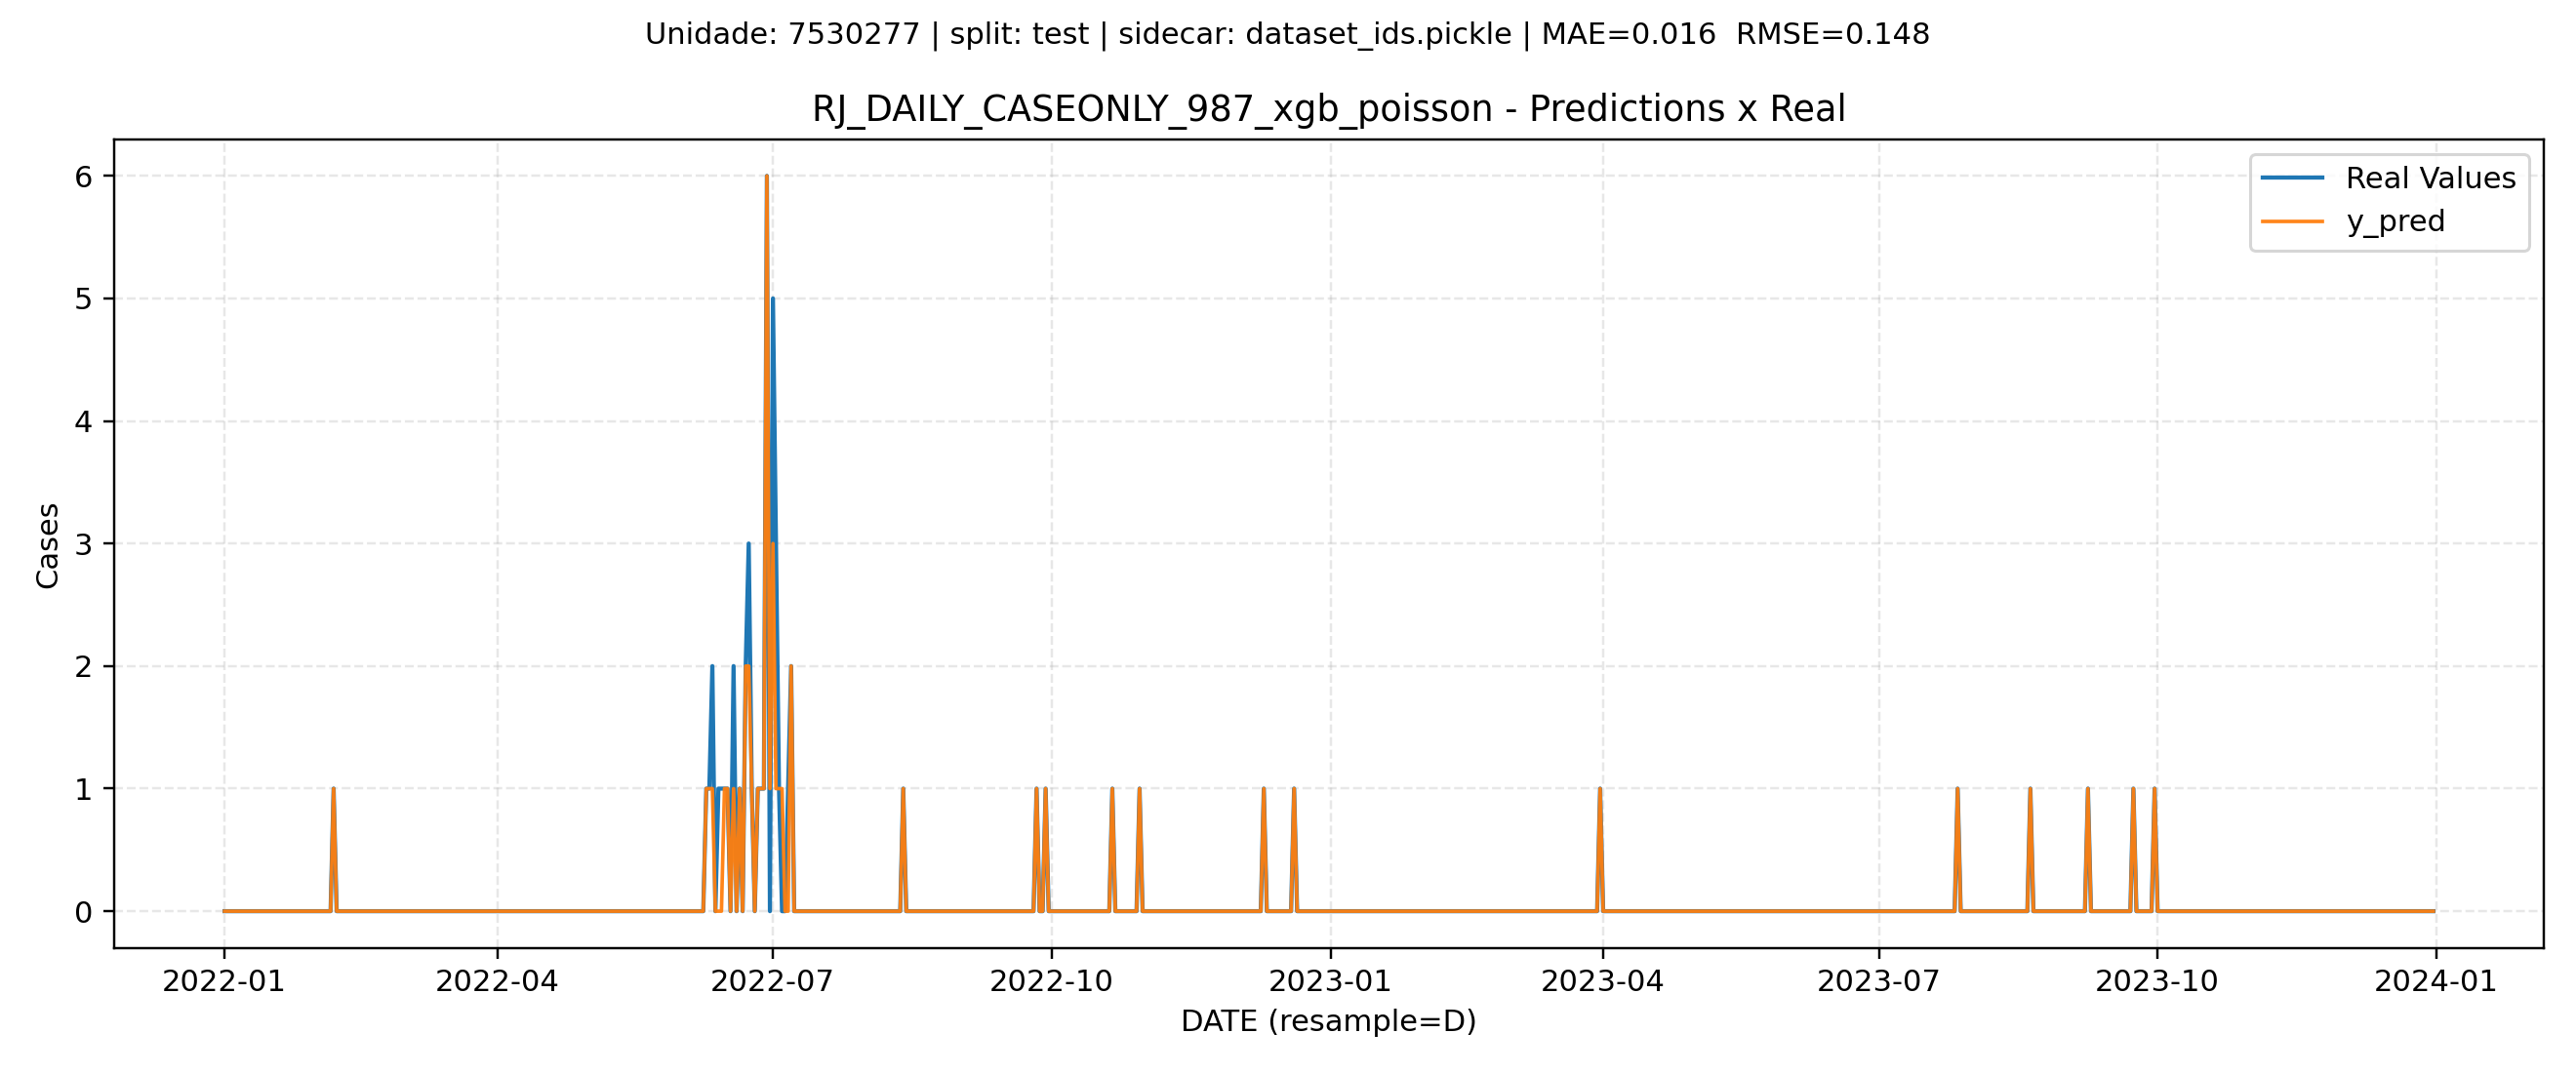 Unidade: 7530277 | split: test | sidecar: dataset_ids.pickle | MAE=0.016  RMSE=0.148
RJ_DAILY_CASEONLY_987_xgb_poisson - Predictions x Real
Real Values
y_pred
6
5
4
3
2
1
0
Cases
2022-01
2022-04
2022-07
2022-10
2023-01
2023-04
2023-07
2023-10
2024-01
DATE (resample=D)